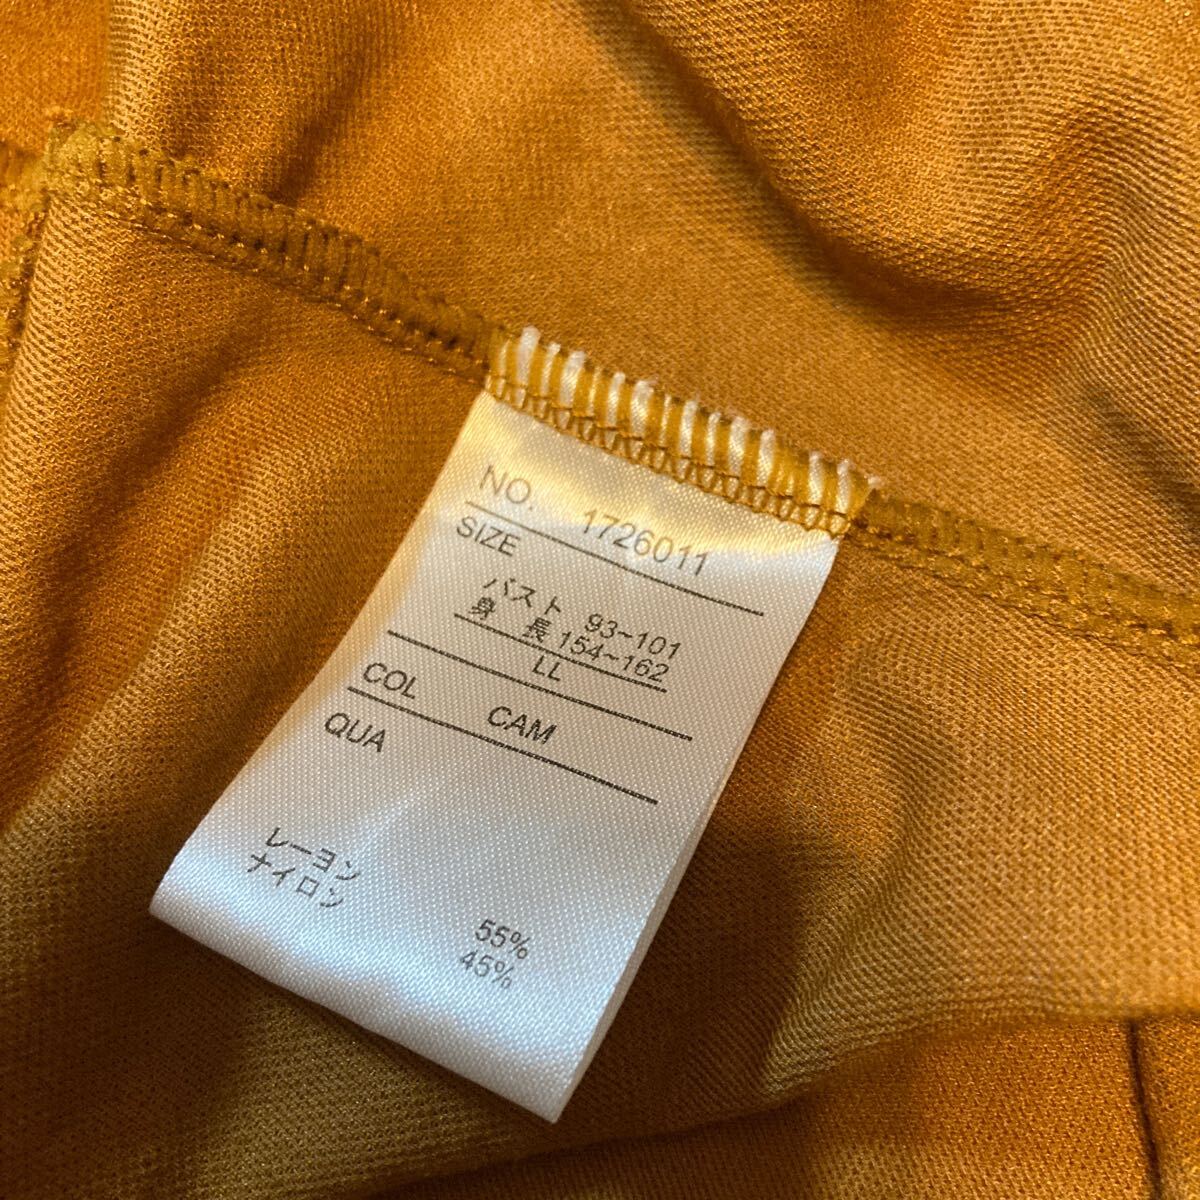 NO. 1726011
SIZE
バスト 93~101
身 長 154~162
LL
COL CAM
QUA
レーヨン 55%
ナイロン 45%